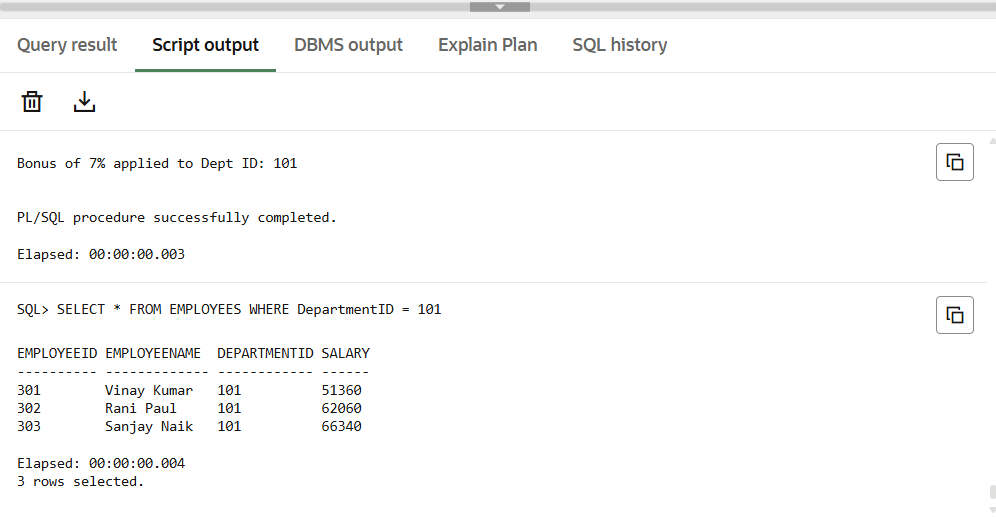 Query result Script output DBMS output Explain Plan SQL history
Bonus of 7% applied to Dept ID: 101
PL/SQL procedure successfully completed.
Elapsed: 00:00:00.003
SQL> SELECT * FROM EMPLOYEES WHERE DepartmentID = 101
EMPLOYEEID EMPLOYEENAME  DEPARTMENTID SALARY
---------- ------------- ------------ ------
301        Vinay Kumar   101          51360
302        Rani Paul     101          62060
303        Sanjay Naik   101          66340
Elapsed: 00:00:00.004
3 rows selected.